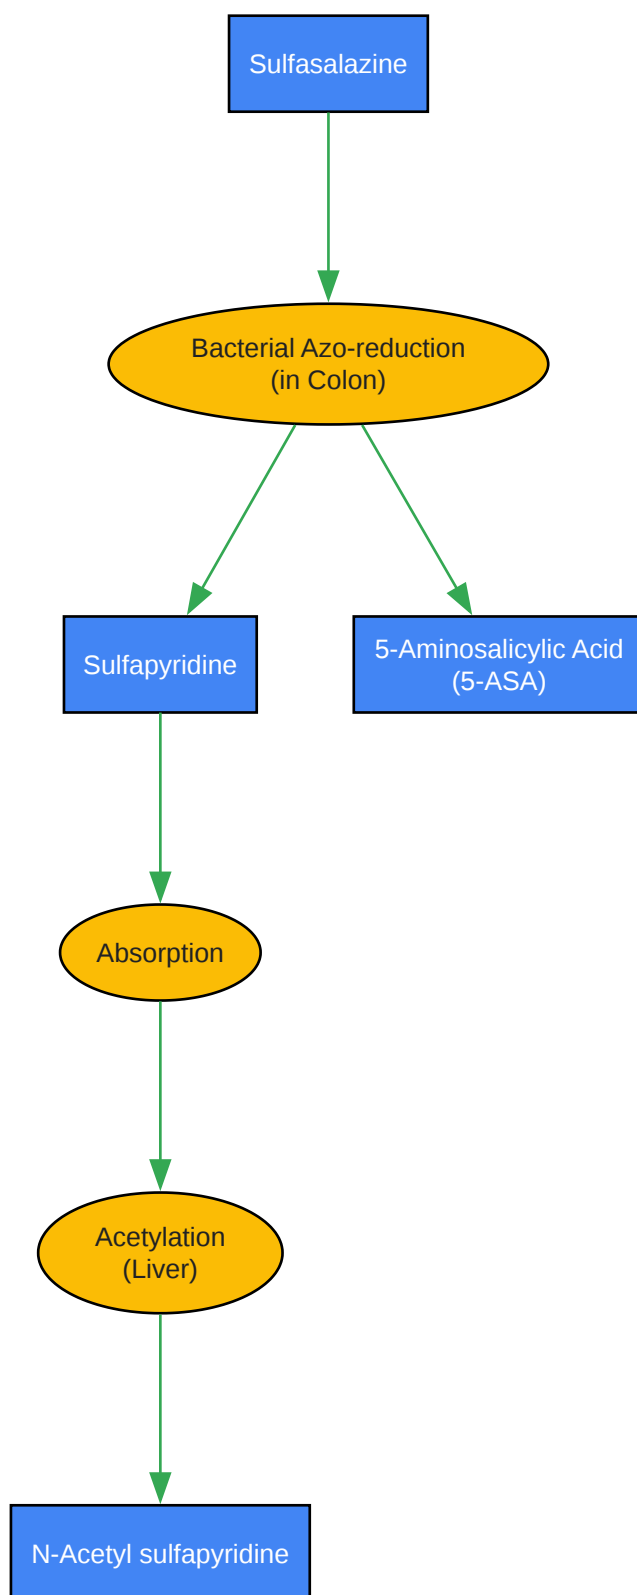 Sulfasalazine
Bacterial Azo-reduction
(in Colon)
Sulfapyridine
5-Aminosalicylic Acid
(5-ASA)
Absorption
Acetylation
(Liver)
N-Acetyl sulfapyridine